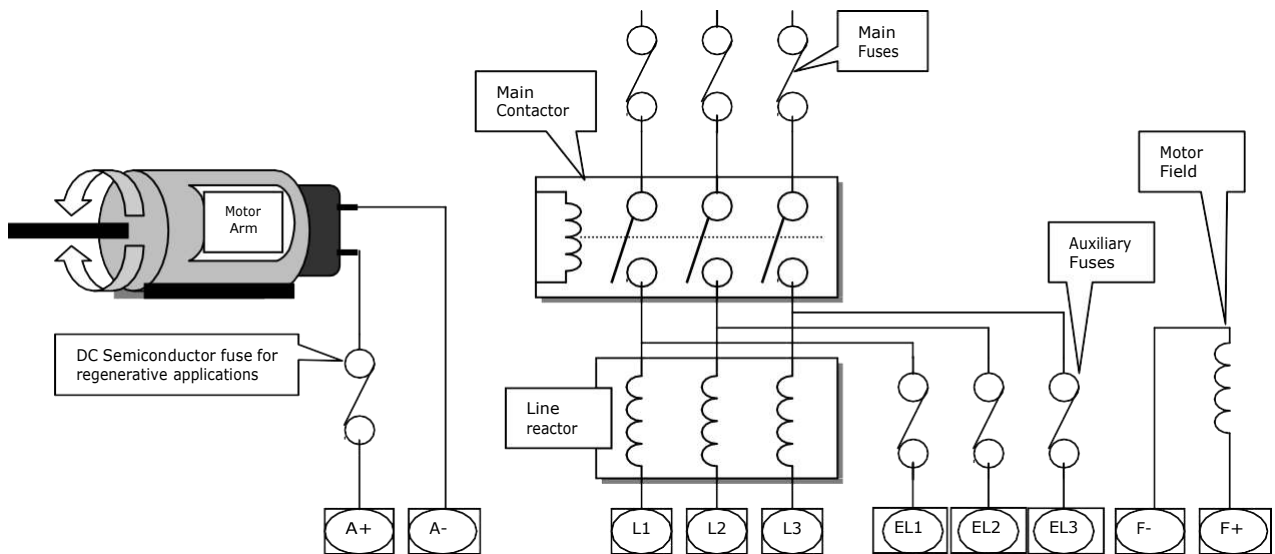 Main
Fuses
Main
Contactor
Motor
Field
Motor
Arm
Auxiliary
Fuses
DC Semiconductor fuse for
regenerative applications
Line
reactor
A+
A-
L1
L2
L3
EL1
EL2
EL3
F-
F+